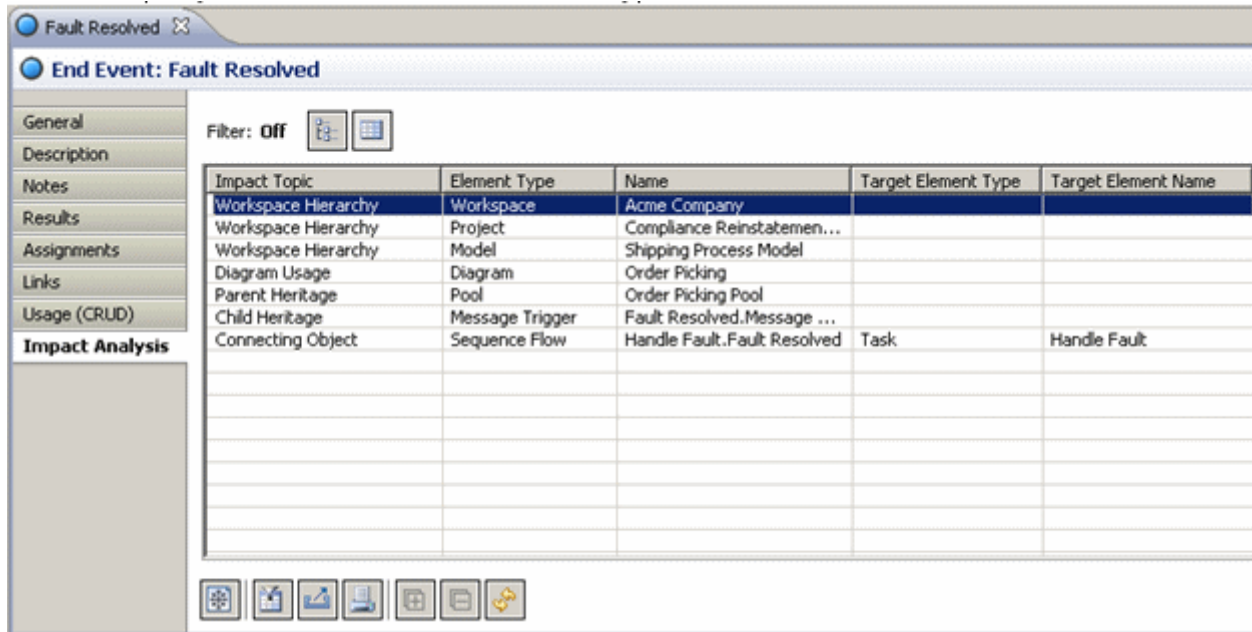 Fault Resolved
End Event: Fault Resolved
General
Description
Notes
Results
Assignments
Links
Usage (CRUD)
Impact Analysis
Filter: Off
Impact Topic Element Type Name Target Element Type Target Element Name
Workspace Hierarchy Workspace Acme Company
Workspace Hierarchy Project Compliance Reinstatemen...
Workspace Hierarchy Model Shipping Process Model
Diagram Usage Diagram Order Picking
Parent Heritage Pool Order Picking Pool
Child Heritage Message Trigger Fault Resolved.Message ...
Connecting Object Sequence Flow Handle Fault.Fault Resolved Task Handle Fault